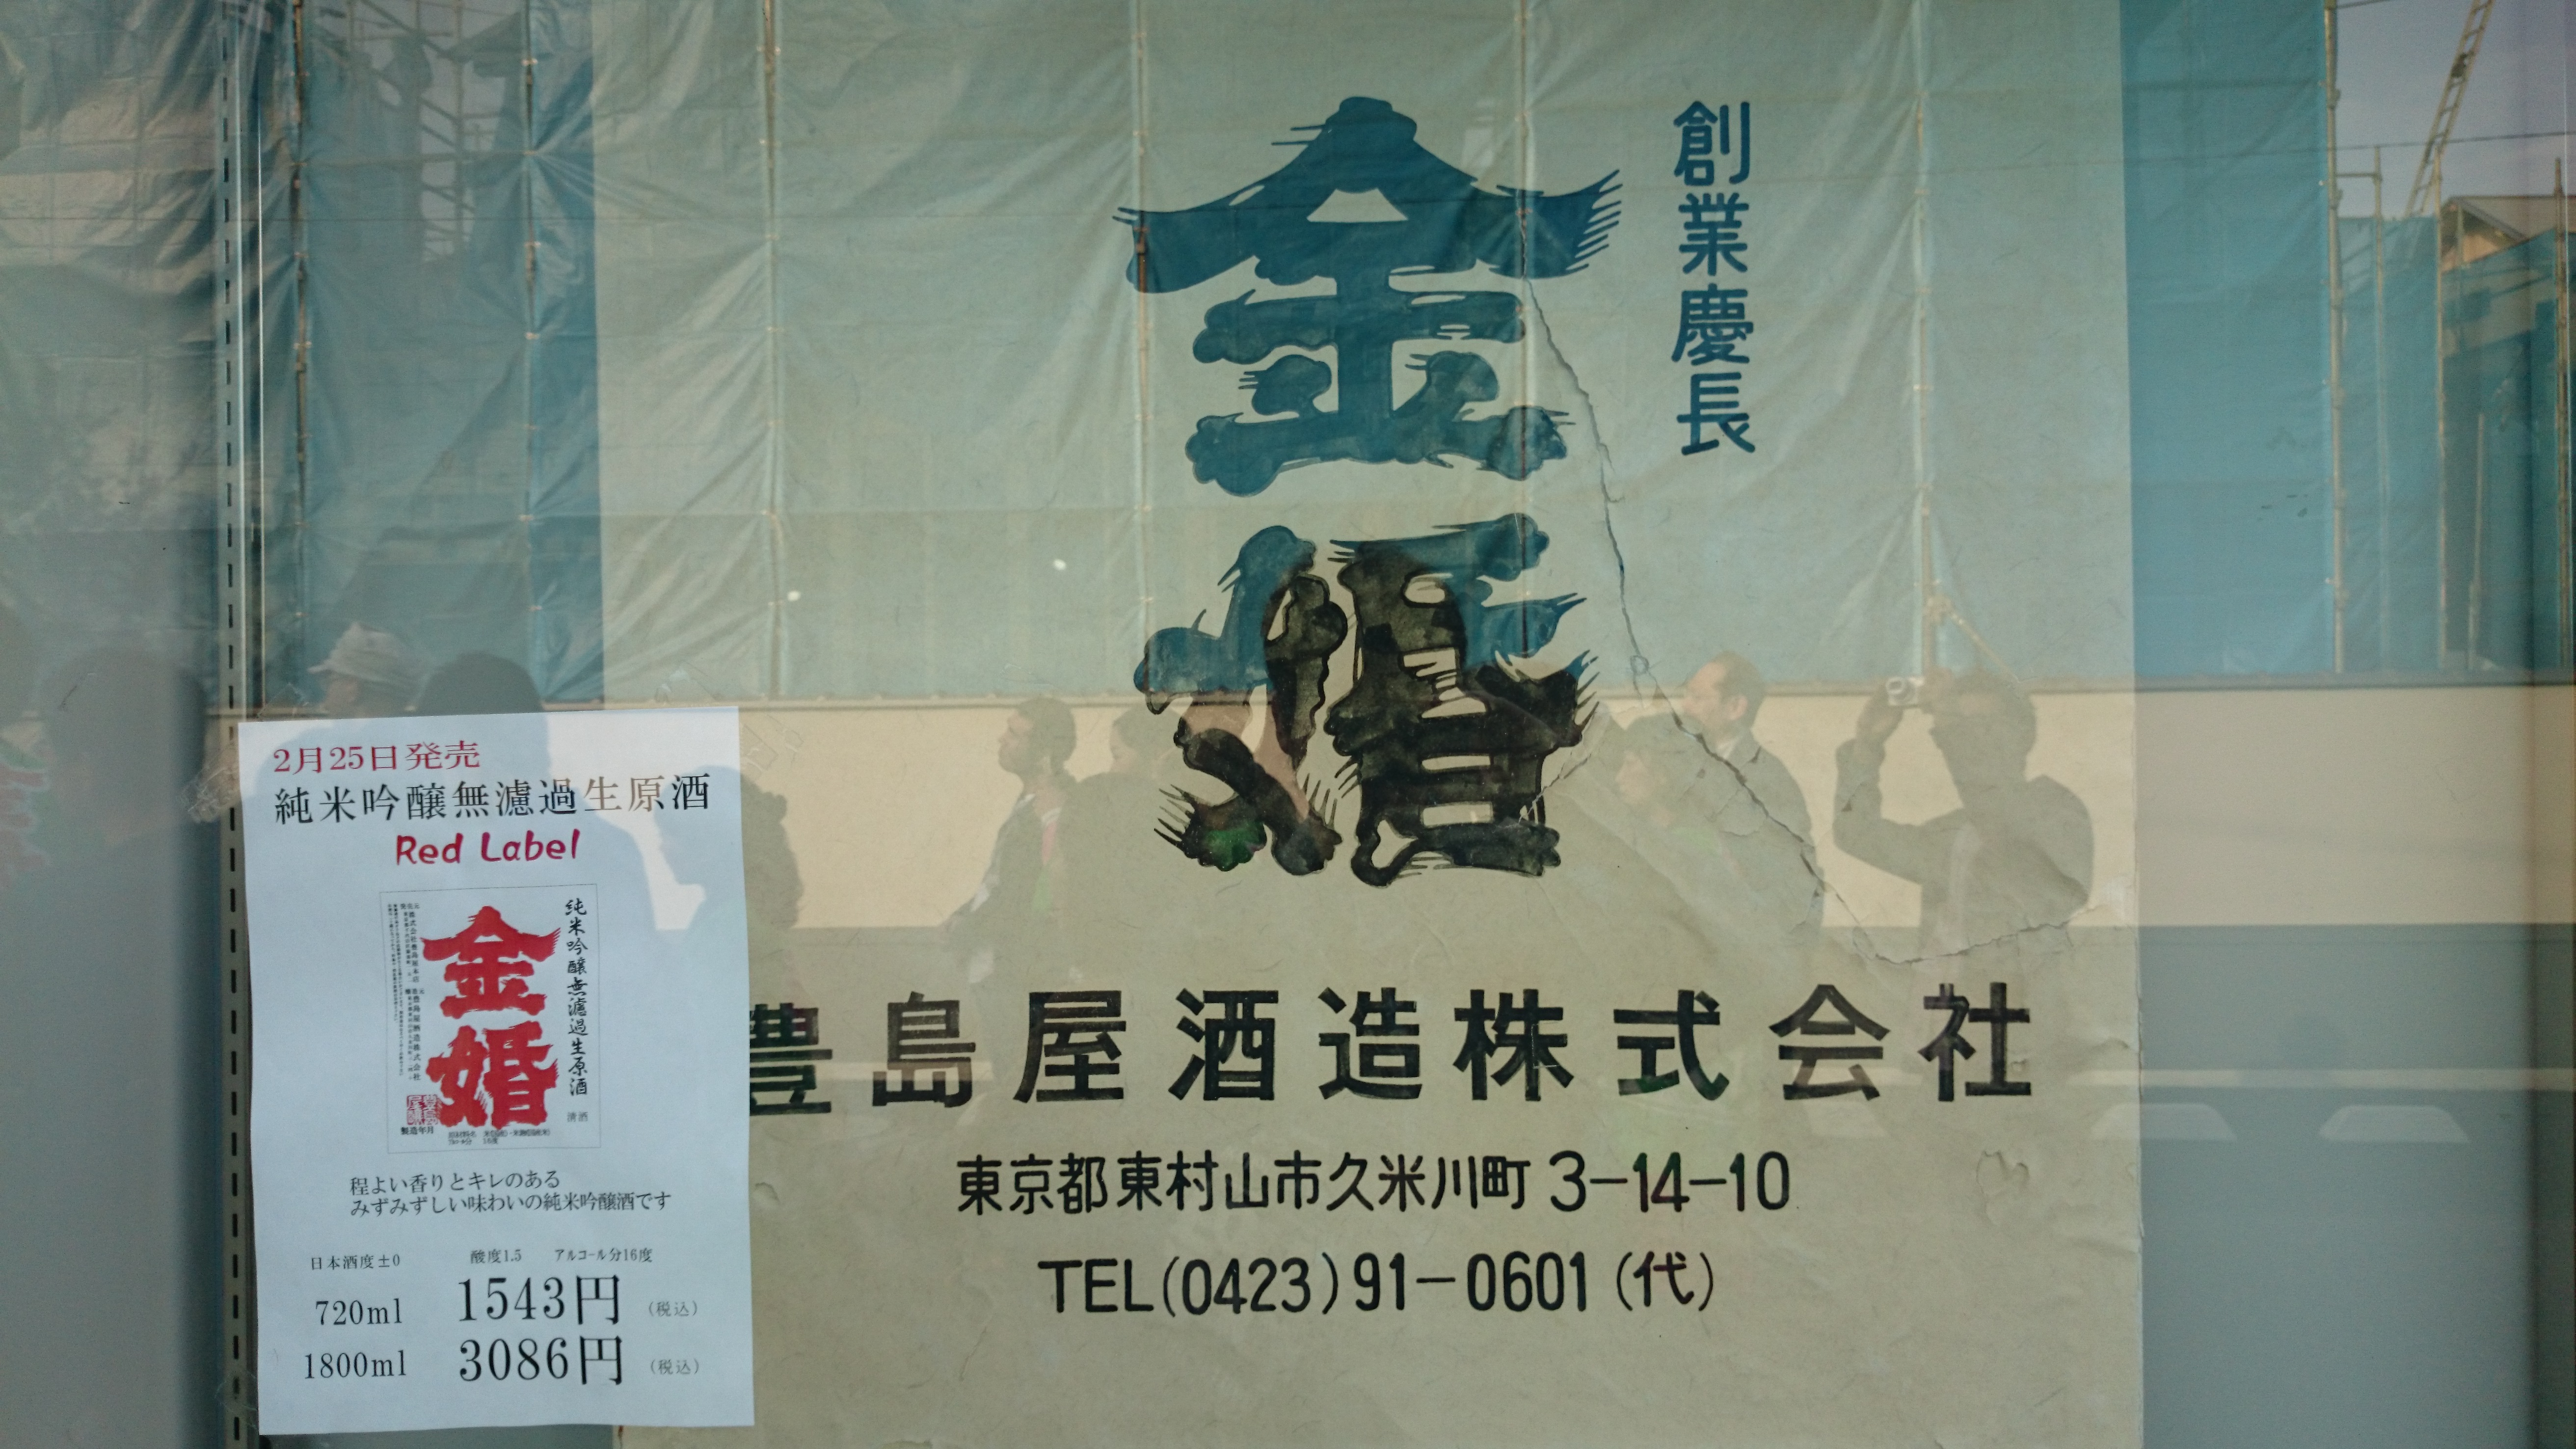 創業慶長
金婚
豊島屋酒造株式会社
東京都東村山市久米川町3-14-10
TEL(0423)91-0601(代)
2月25日発売
純米吟醸無濾過生原酒
Red Label
純米吟醸無濾過生原酒
金婚
清酒
製造年月
程よい香りとキレのある
みずみずしい味わいの純米吟醸酒です
日本酒度±0 酸度1.5 アルコール分16度
720ml 1543円 (税込)
1800ml 3086円 (税込)